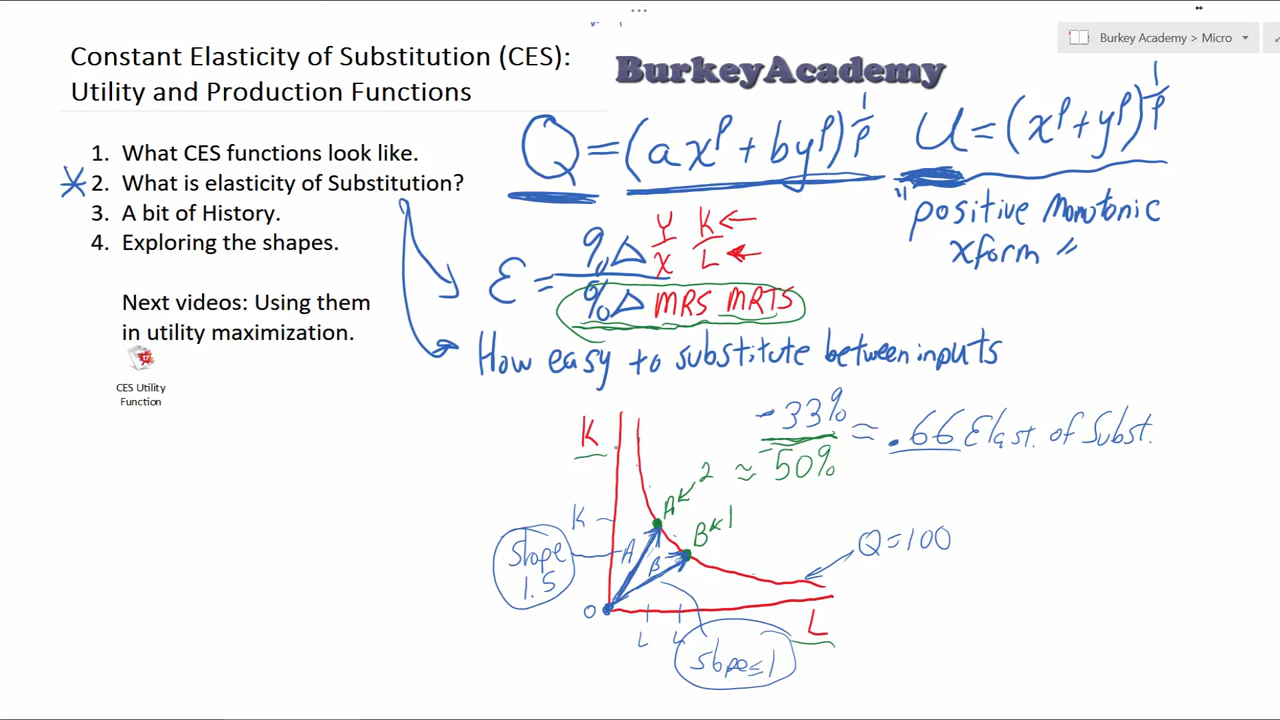 Burkey Academy > Micro
Constant Elasticity of Substitution (CES):
Utility and Production Functions
BurkeyAcademy
1. What CES functions look like.
2. What is elasticity of Substitution?
3. A bit of History.
4. Exploring the shapes.
Next videos: Using them
in utility maximization.
CES Utility
Function
Q = (ax^ρ + by^ρ)^1/ρ
U = (x^ρ + y^ρ)^1/ρ
"positive Monotonic
xform"
ε = %Δ Y/X K/L
%Δ MRS MRTS
How easy to substitute between inputs
-33%
-50%
≈ .66 Elast. of Subst.
K
A 2 ≈
B 1
K
A
B
slope
1.5
Q=100
O
L
L L
slope=1